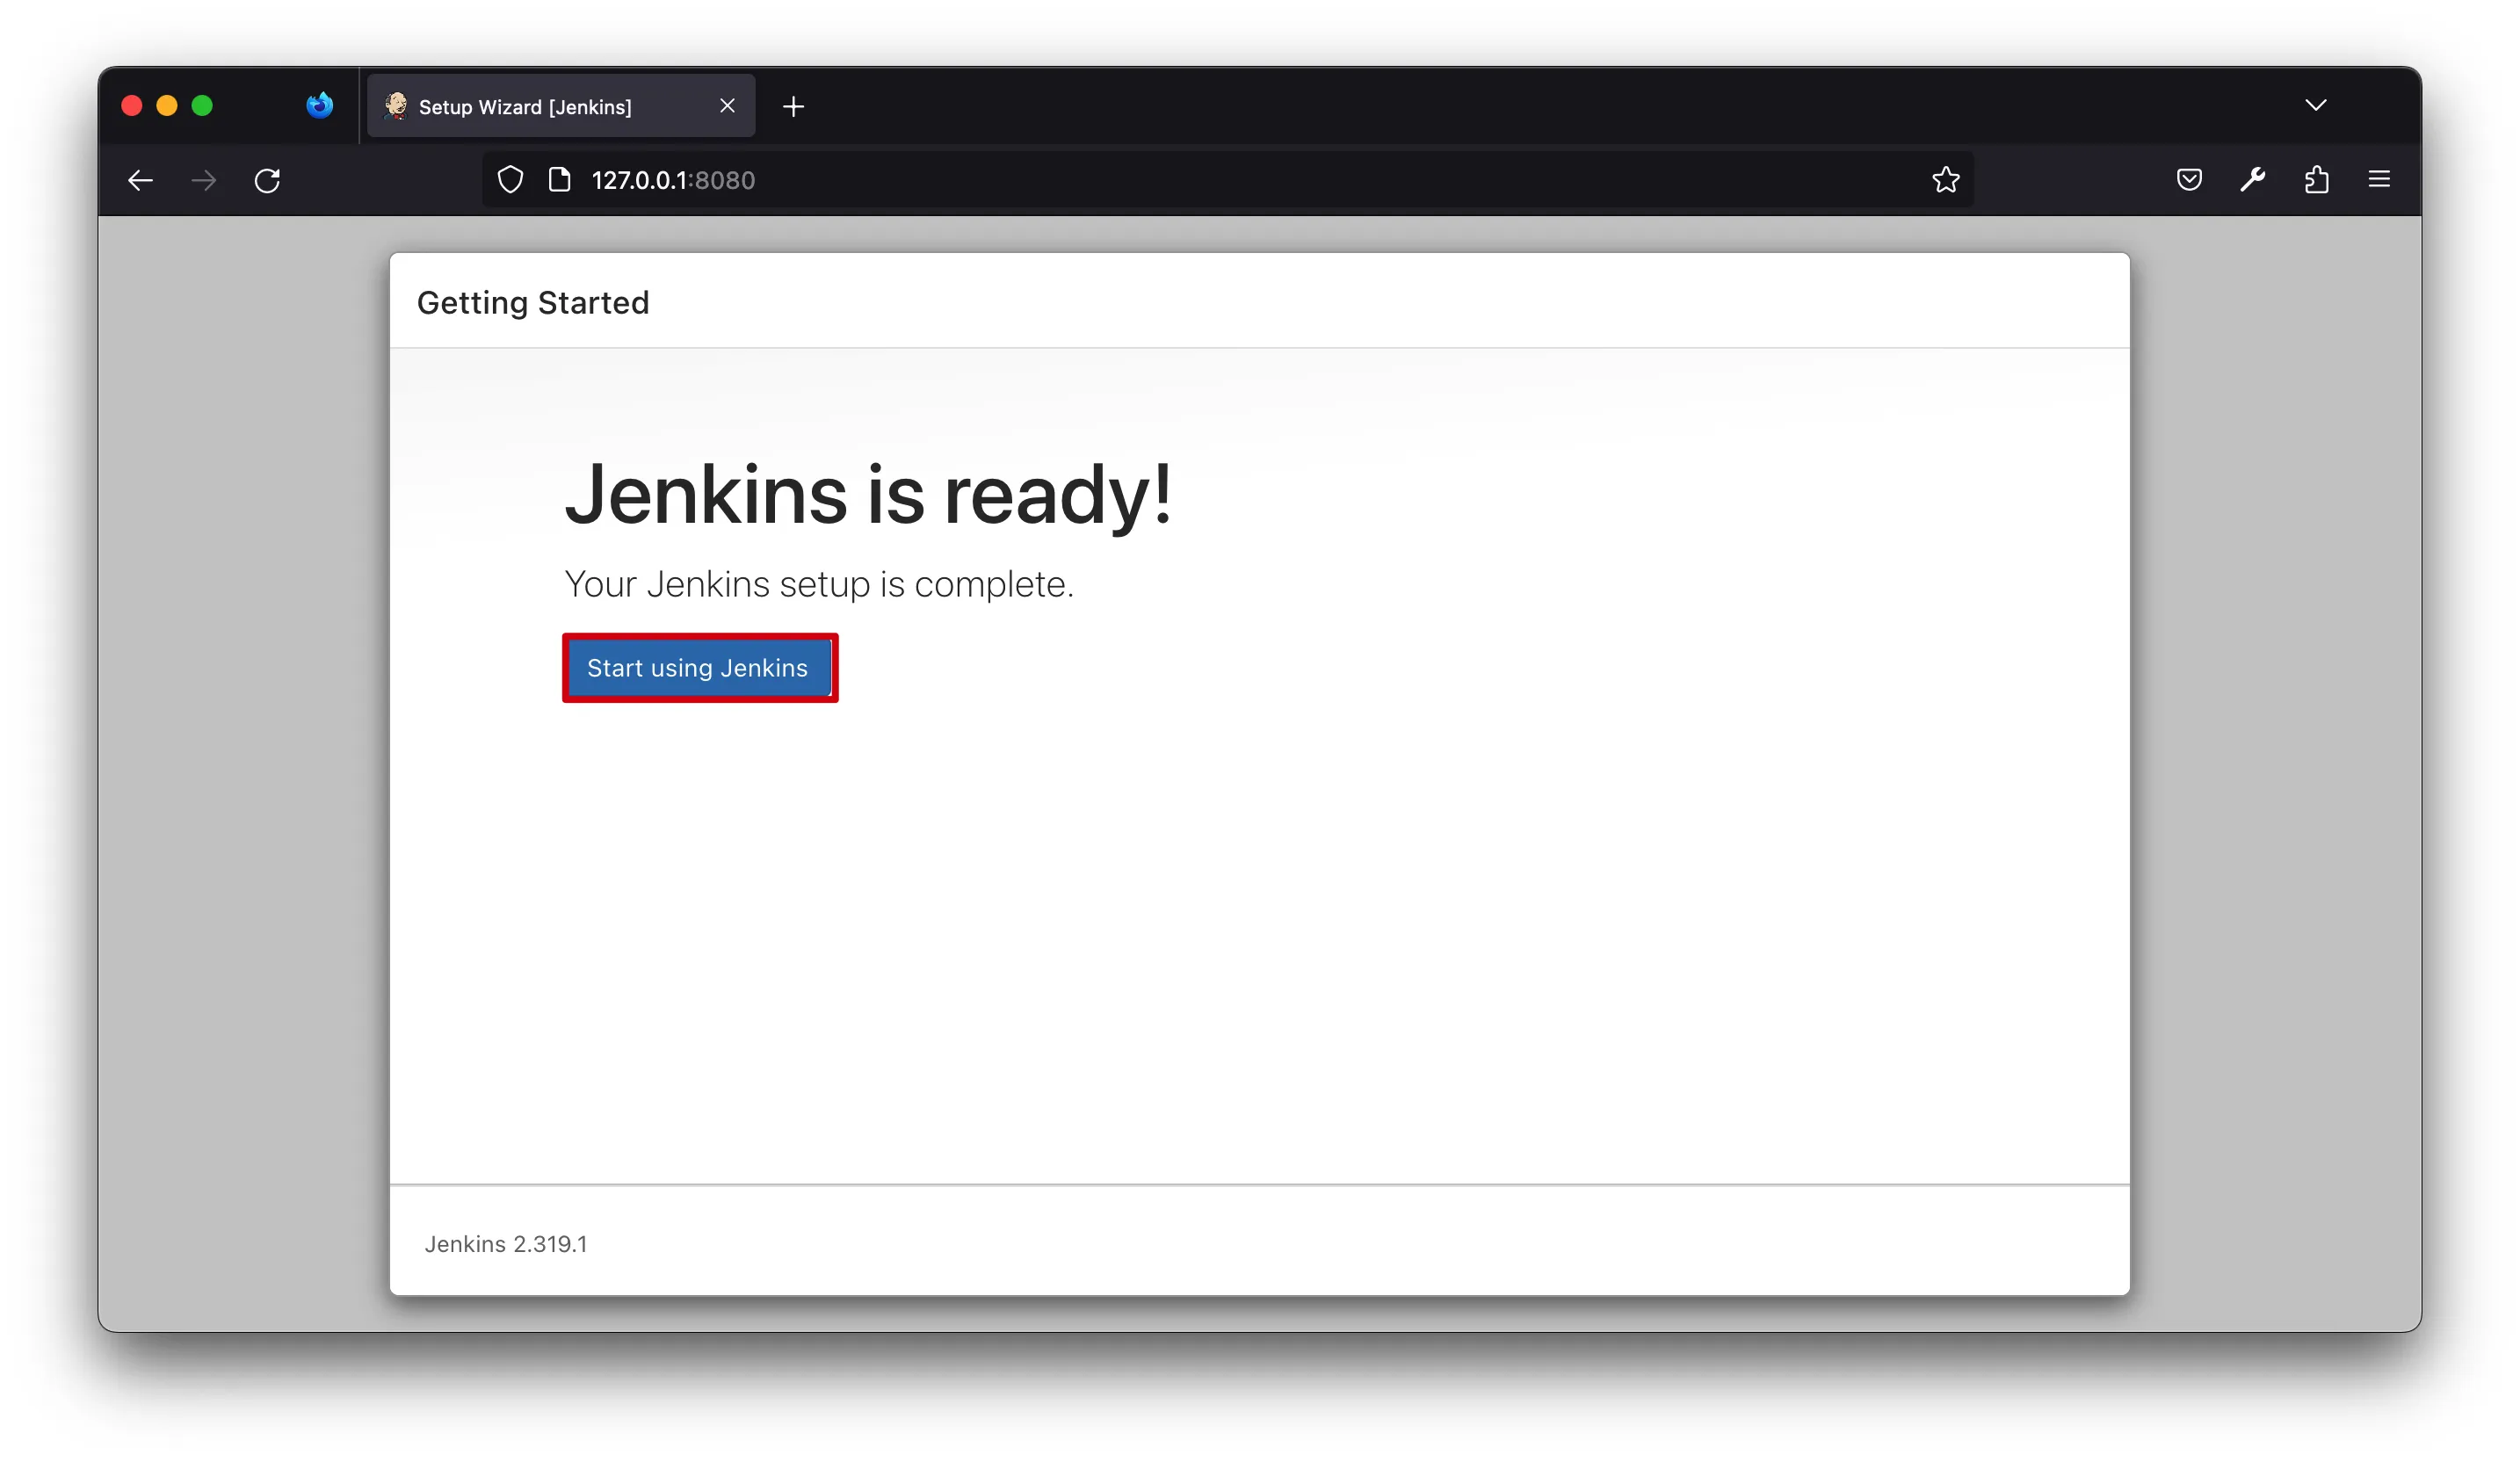 Setup Wizard [Jenkins]
127.0.0.1:8080
Getting Started
Jenkins is ready!
Your Jenkins setup is complete.
Start using Jenkins
Jenkins 2.319.1